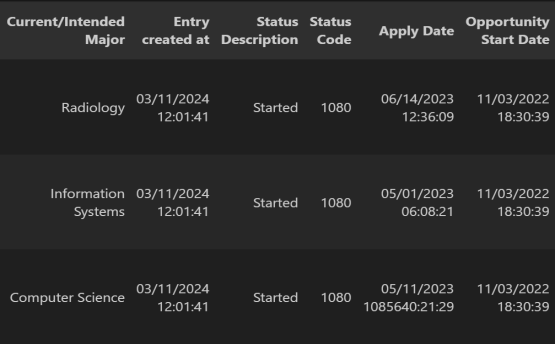 Current/Intended Major Entry created at Status Description Status Code Apply Date Opportunity Start Date
Radiology 03/11/2024 12:01:41 Started 1080 06/14/2023 12:36:09 11/03/2022 18:30:39
Information Systems 03/11/2024 12:01:41 Started 1080 05/01/2023 06:08:21 11/03/2022 18:30:39
Computer Science 03/11/2024 12:01:41 Started 1080 05/11/2023 1085640:21:29 11/03/2022 18:30:39